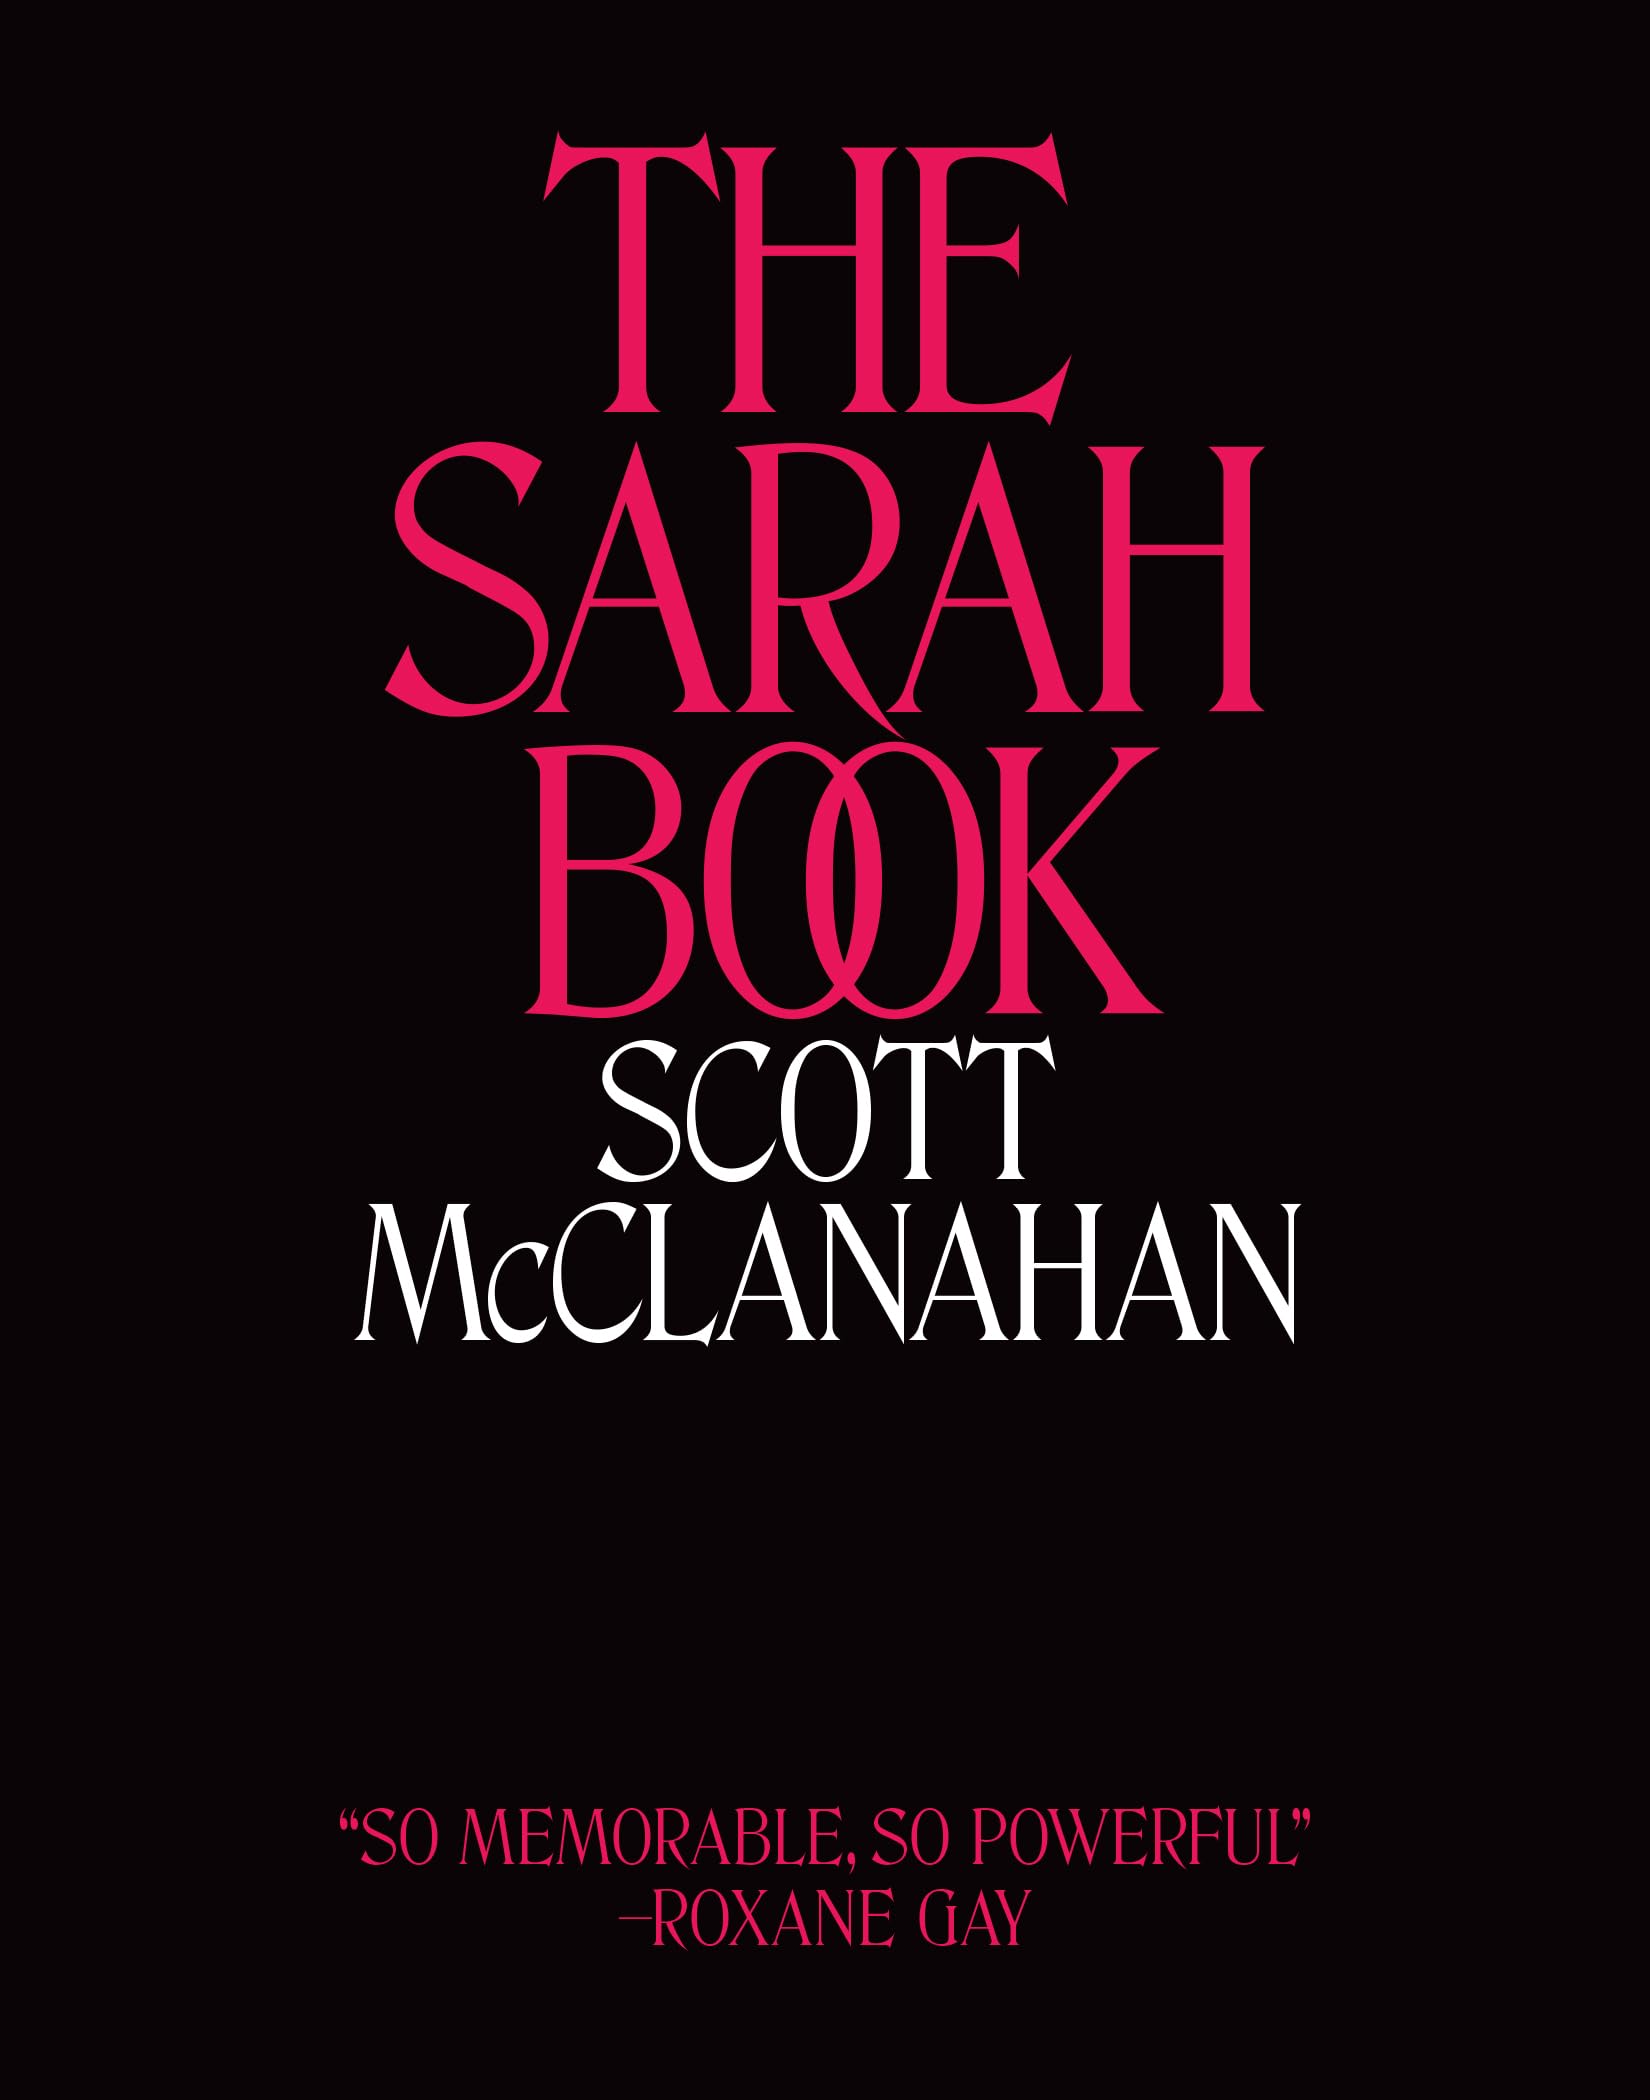 THE
SARAH
BOOK
SCOTT
McCLANAHAN
“SO MEMORABLE, SO POWERFUL”
—ROXANE GAY